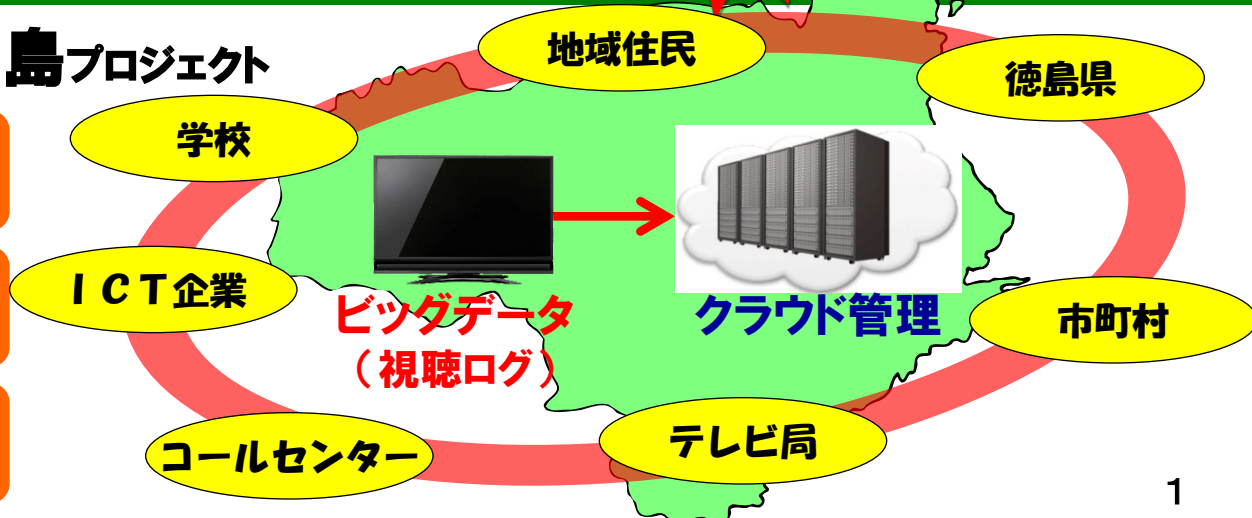 島プロジェクト
地域住民
徳島県
学校
ICT企業
ビッグデータ
(視聴ログ)
クラウド管理
市町村
コールセンター
テレビ局
1